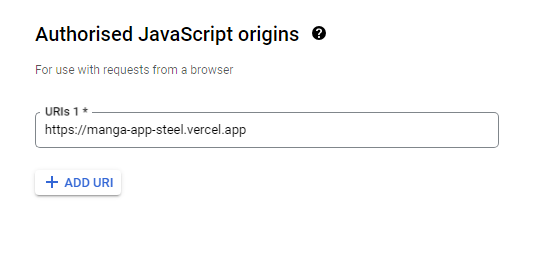 Authorised JavaScript origins ?
For use with requests from a browser
URIs 1 *
https://manga-app-steel.vercel.app
+ ADD URI